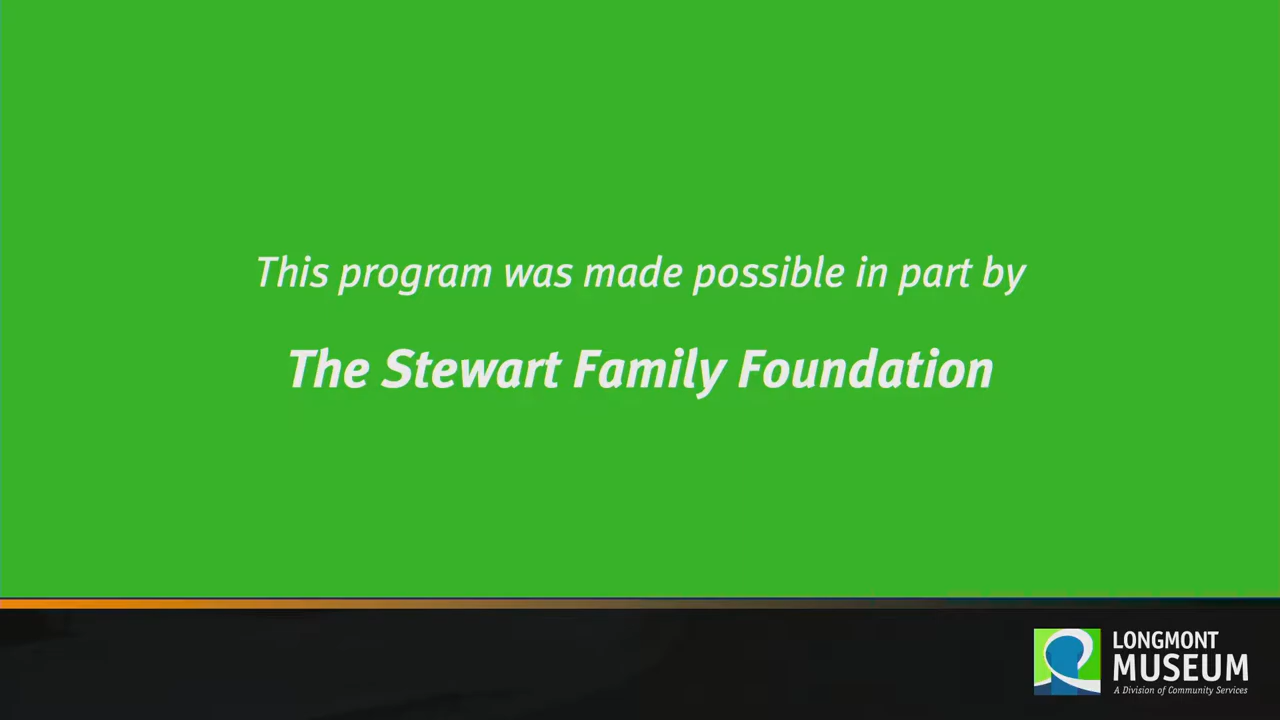 This program was made possible in part by
The Stewart Family Foundation
LONGMONT
MUSEUM
A Division of Community Services